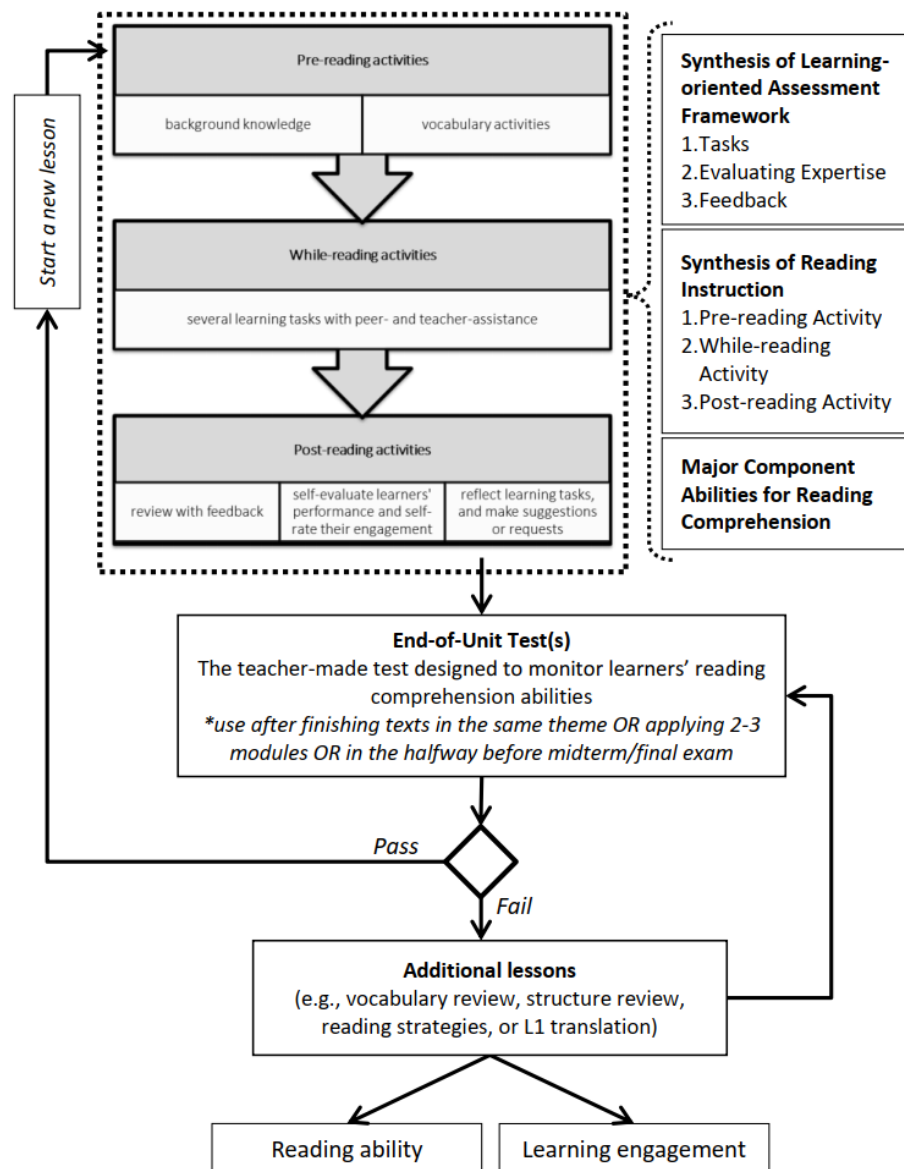 Pre-reading activities
background knowledge
vocabulary activities
While-reading activities
several learning tasks with peer- and teacher-assistance
Post-reading activities
review with feedback
self-evaluate learners'
performance and self-
rate their engagement
reflect learning tasks,
and make suggestions
or requests
Start a new lesson
Synthesis of Learning-
oriented Assessment
Framework
1.Tasks
2.Evaluating Expertise
3.Feedback
Synthesis of Reading
Instruction
1.Pre-reading Activity
2.While-reading
Activity
3.Post-reading Activity
Major Component
Abilities for Reading
Comprehension
End-of-Unit Test(s)
The teacher-made test designed to monitor learners’ reading
comprehension abilities
*use after finishing texts in the same theme OR applying 2-3
modules OR in the halfway before midterm/final exam
Pass
Fail
Additional lessons
(e.g., vocabulary review, structure review,
reading strategies, or L1 translation)
Reading ability
Learning engagement